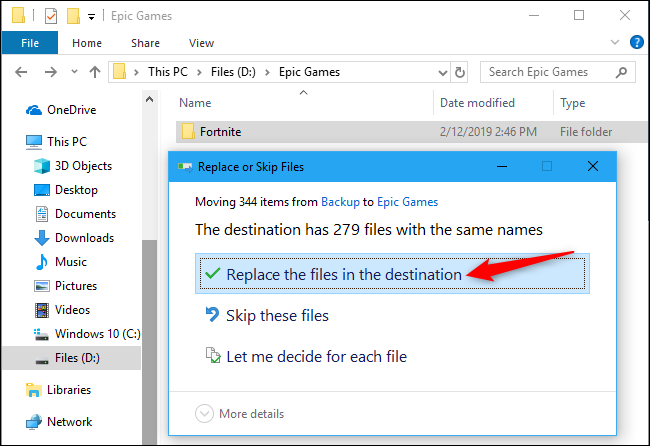 Epic Games
File Home Share View
This PC Files (D:) Epic Games Search Epic Games
Name Date modified Type
Fortnite 2/12/2019 2:46 PM File folder
OneDrive
This PC
3D Objects
Desktop
Documents
Downloads
Music
Pictures
Videos
Windows 10 (C:)
Files (D:)
Libraries
Network
Replace or Skip Files
Moving 344 items from Backup to Epic Games
The destination has 279 files with the same names
Replace the files in the destination
Skip these files
Let me decide for each file
More details